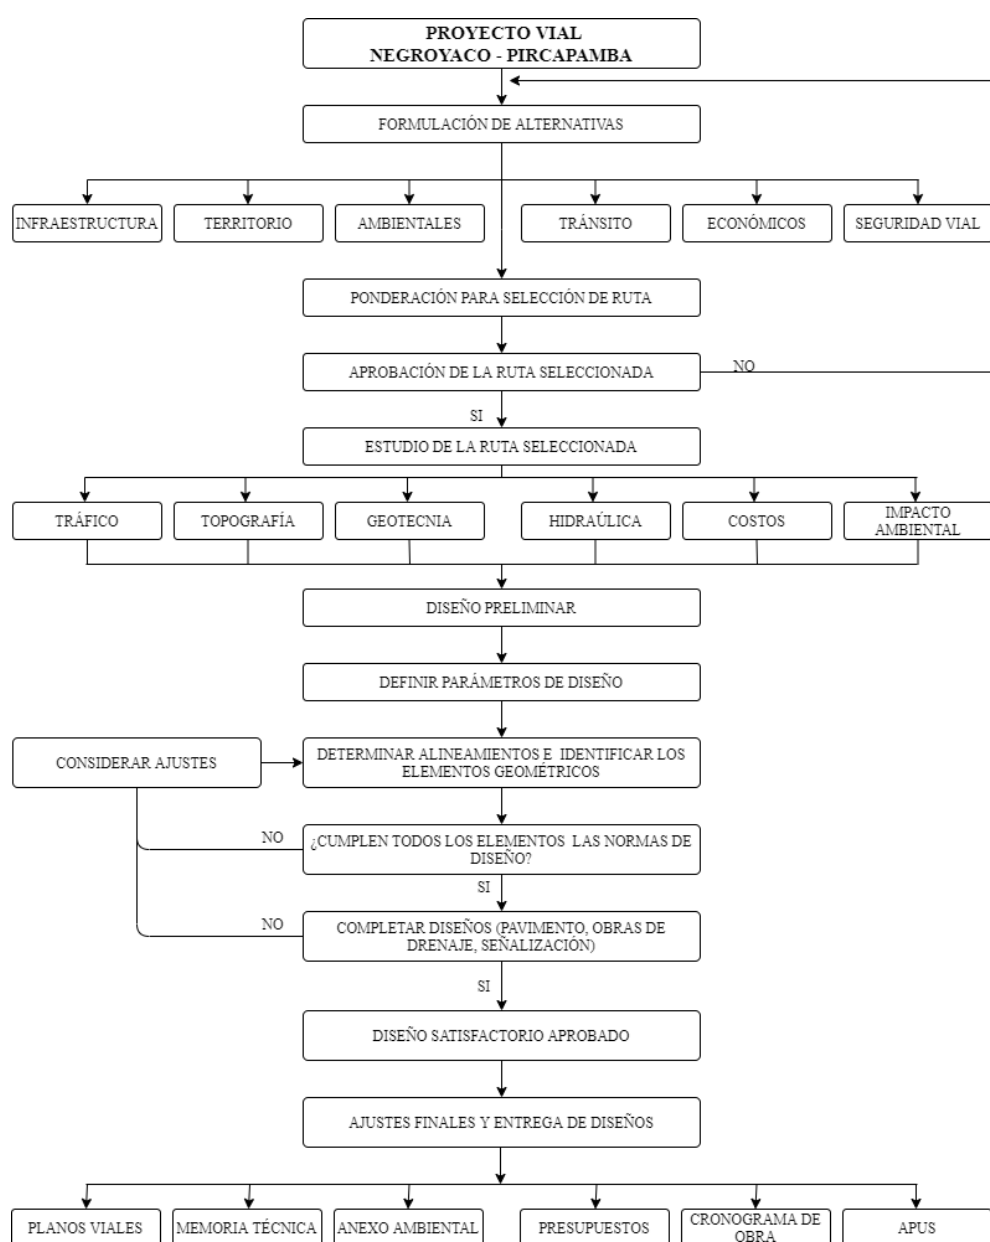 PROYECTO VIAL
NEGROYACO - PIRCAPAMBA
FORMULACIÓN DE ALTERNATIVAS
INFRAESTRUCTURA
TERRITORIO
AMBIENTALES
TRÁNSITO
ECONÓMICOS
SEGURIDAD VIAL
PONDERACIÓN PARA SELECCIÓN DE RUTA
APROBACIÓN DE LA RUTA SELECCIONADA
NO
SI
ESTUDIO DE LA RUTA SELECCIONADA
TRÁFICO
TOPOGRAFÍA
GEOTECNIA
HIDRAÚLICA
COSTOS
IMPACTO
AMBIENTAL
DISEÑO PRELIMINAR
DEFINIR PARÁMETROS DE DISEÑO
CONSIDERAR AJUSTES
DETERMINAR ALINEAMIENTOS E IDENTIFICAR LOS
ELEMENTOS GEOMÉTRICOS
NO
¿CUMPLEN TODOS LOS ELEMENTOS LAS NORMAS DE
DISEÑO?
SI
NO
COMPLETAR DISEÑOS (PAVIMENTO, OBRAS DE
DRENAJE, SEÑALIZACIÓN)
SI
DISEÑO SATISFACTORIO APROBADO
AJUSTES FINALES Y ENTREGA DE DISEÑOS
PLANOS VIALES
MEMORIA TÉCNICA
ANEXO AMBIENTAL
PRESUPUESTOS
CRONOGRAMA DE
OBRA
APUS